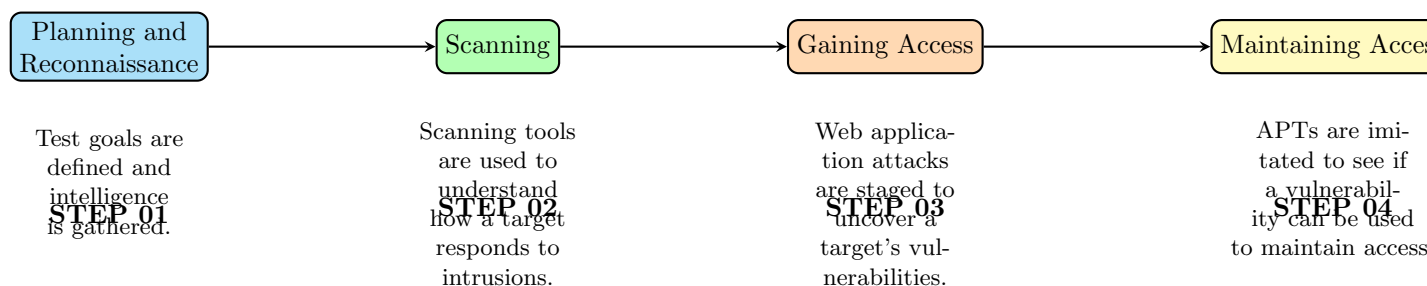 Planning and
Reconnaissance
Scanning
Gaining Access
Maintaining Acces
Test goals are
defined and
intelligence
is gathered.
STEP 01
Scanning tools
are used to
understand
how a target
responds to
intrusions.
STEP 02
Web applica-
tion attacks
are staged to
uncover a
target's vul-
nerabilities.
STEP 03
APTs are imi-
tated to see if
a vulnerabil-
ity can be used
to maintain access
STEP 04